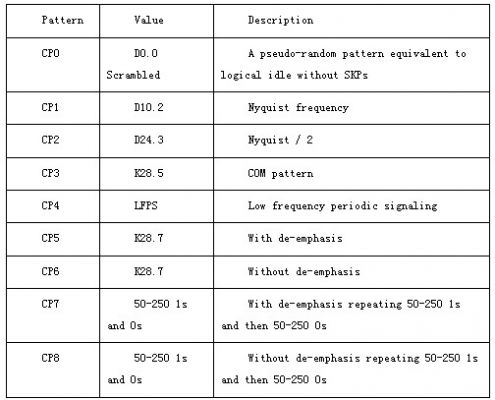 Pattern Value Description
CP0 D0.0 Scrambled A pseudo-random pattern equivalent to
logical idle without SKPs
CP1 D10.2 Nyquist frequency
CP2 D24.3 Nyquist / 2
CP3 K28.5 COM pattern
CP4 LFPS Low frequency periodic signaling
CP5 K28.7 With de-emphasis
CP6 K28.7 Without de-emphasis
CP7 50-250 1s and 0s With de-emphasis repeating 50-250 1s
and then 50-250 0s
CP8 50-250 1s and 0s Without de-emphasis repeating 50-250 1s
and then 50-250 0s